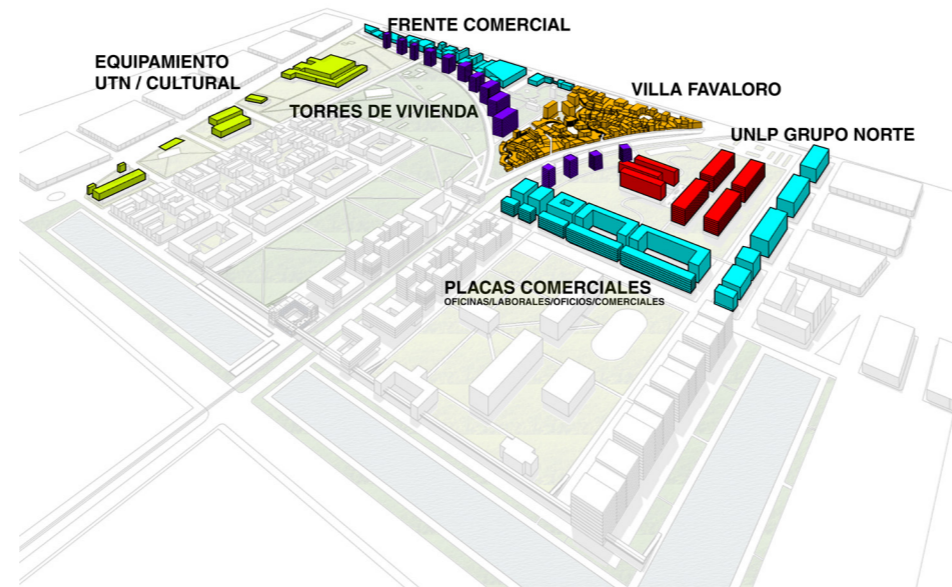 FRENTE COMERCIAL
EQUIPAMIENTO
UTN / CULTURAL
TORRES DE VIVIENDA
VILLA FAVALORO
UNLP GRUPO NORTE
PLACAS COMERCIALES
OFICINAS/LABORALES/OFICIOS/COMERCIALES